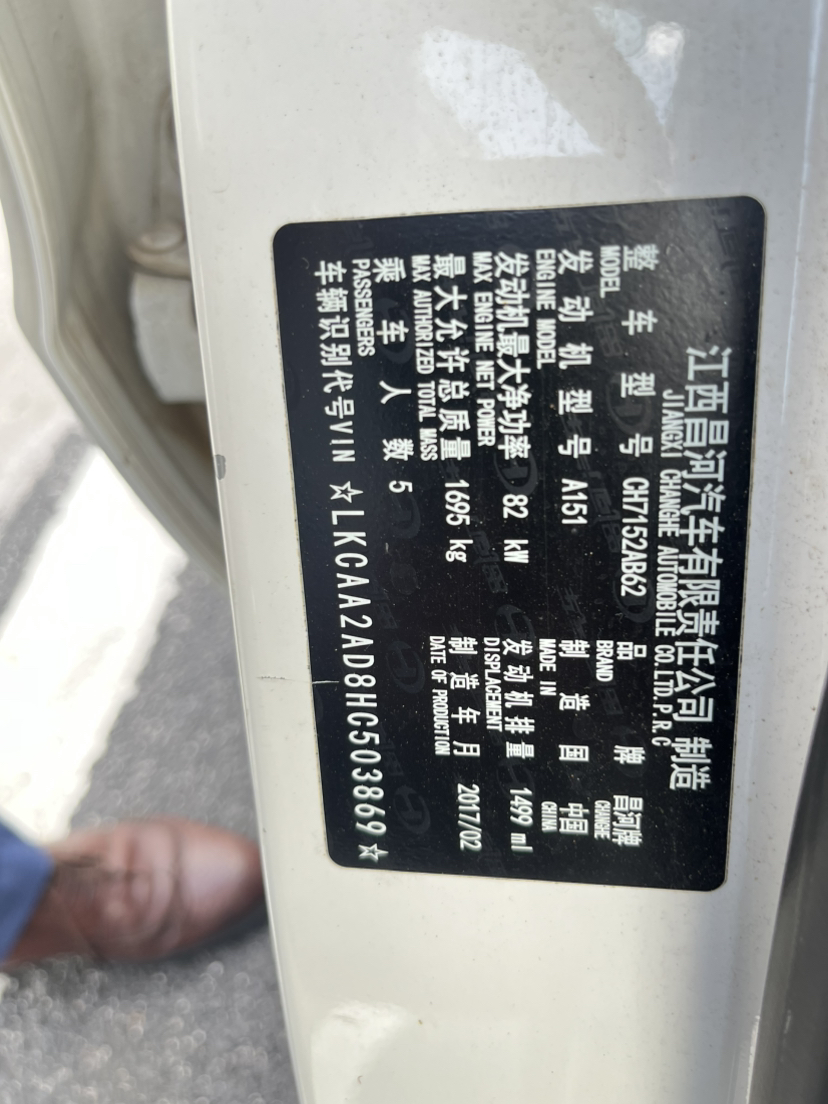 江西昌河汽车有限责任公司 制造
JIANGXI CHANGHE AUTOMOBILE CO.LTD.P.R.C
整车型号 CH7152AB62 品牌 昌河牌
MODEL BRAND CHANGHE
发动机型号 A151 制造国 中国
ENGINE MODEL MADE IN CHINA
发动机最大净功率 82 kW 发动机排量 1499 ml
MAX ENGINE NET POWER DISPLACEMENT
最大允许总质量 1695 kg 制造年月 2017/02
MAX AUTHORIZED TOTAL MASS DATE OF PRODUCTION
乘车人数 5
PASSENGERS
车辆识别代号VIN ☆LKCAA2AD8HC503869☆